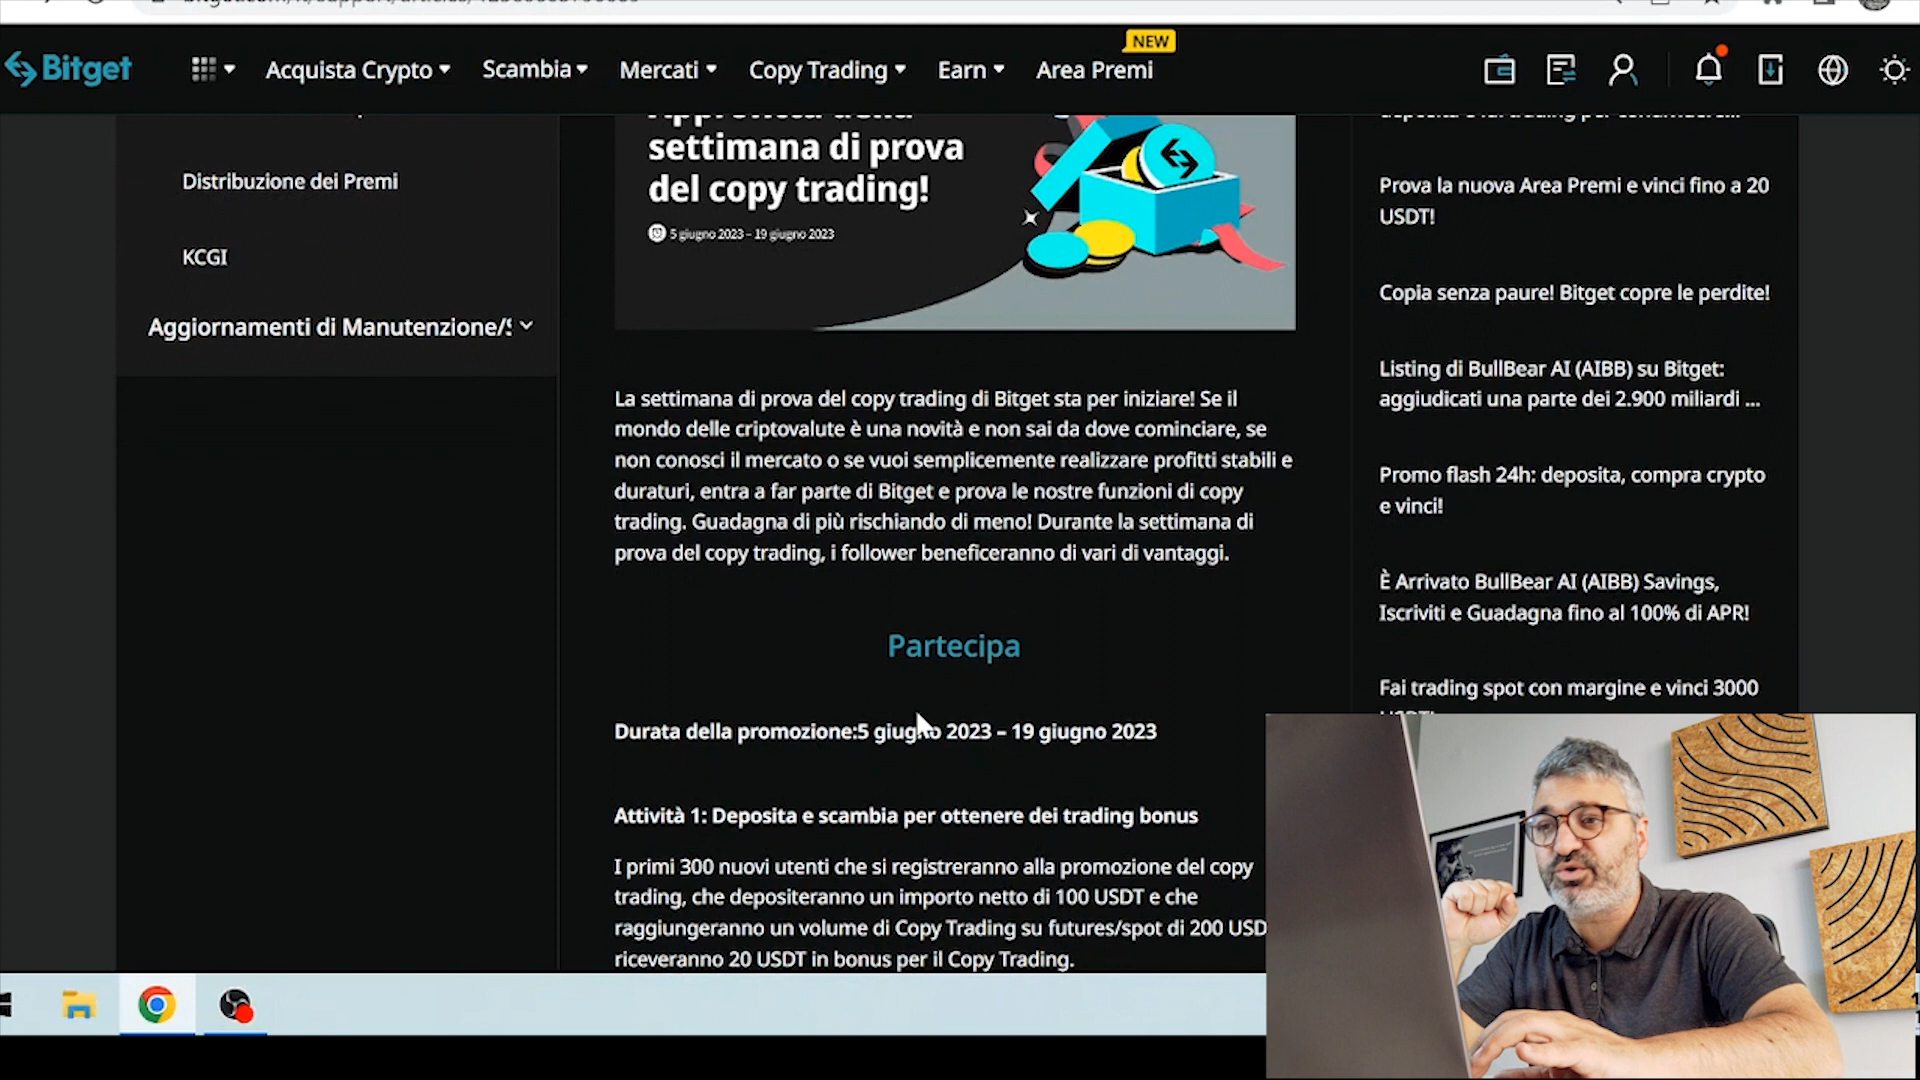 Bitget
Acquista Crypto
Scambia
Mercati
Copy Trading
Earn
Area Premi
NEW
Distribuzione dei Premi
KCGI
Aggiornamenti di Manutenzione/S
settimana di prova
del copy trading!
5 giugno 2023 – 19 giugno 2023
La settimana di prova del copy trading di Bitget sta per iniziare! Se il
mondo delle criptovalute è una novità e non sai da dove cominciare, se
non conosci il mercato o se vuoi semplicemente realizzare profitti stabili e
duraturi, entra a far parte di Bitget e prova le nostre funzioni di copy
trading. Guadagna di più rischiando di meno! Durante la settimana di
prova del copy trading, i follower beneficeranno di vari di vantaggi.
Partecipa
Durata della promozione:5 giugno 2023 – 19 giugno 2023
Attività 1: Deposita e scambia per ottenere dei trading bonus
I primi 300 nuovi utenti che si registreranno alla promozione del copy
trading, che depositeranno un importo netto di 100 USDT e che
raggiungeranno un volume di Copy Trading su futures/spot di 200 USD
riceveranno 20 USDT in bonus per il Copy Trading.
Prova la nuova Area Premi e vinci fino a 20
USDT!
Copia senza paure! Bitget copre le perdite!
Listing di BullBear AI (AIBB) su Bitget:
aggiudicati una parte dei 2.900 miliardi ...
Promo flash 24h: deposita, compra crypto
e vinci!
È Arrivato BullBear AI (AIBB) Savings,
Iscriviti e Guadagna fino al 100% di APR!
Fai trading spot con margine e vinci 3000